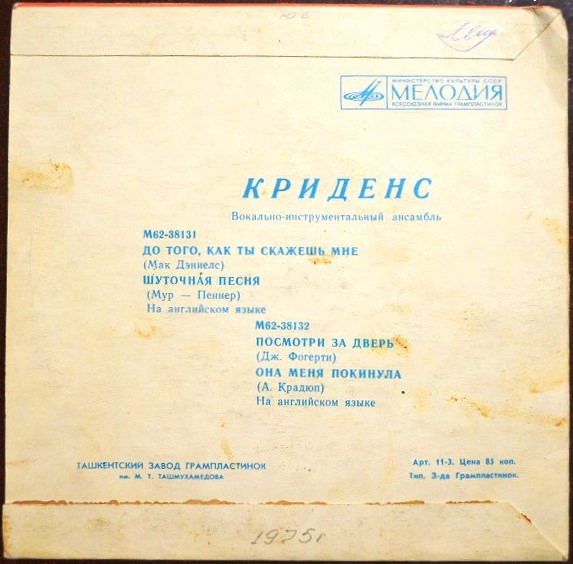 МИНИСТЕРСТВО КУЛЬТУРЫ СССР
МЕЛОДИЯ
ВСЕСОЮЗНАЯ ФИРМА ГРАМПЛАСТИНОК
КРИДЕНС
Вокально-инструментальный ансамбль
М62-38131
ДО ТОГО, КАК ТЫ СКАЖЕШЬ МНЕ
(Мак Дэниелс)
ШУТОЧНАЯ ПЕСНЯ
(Мур — Пеннер)
На английском языке
М62-38132
ПОСМОТРИ ЗА ДВЕРЬ
(Дж. Фогерти)
ОНА МЕНЯ ПОКИНУЛА
(А. Крадюп)
На английском языке
ТАШКЕНТСКИЙ ЗАВОД ГРАМПЛАСТИНОК
им. М. Т. ТАШМУХАМЕДОВА
Арт. 11-3. Цена 85 коп.
Тип. З-да Грампластинок.
1975г